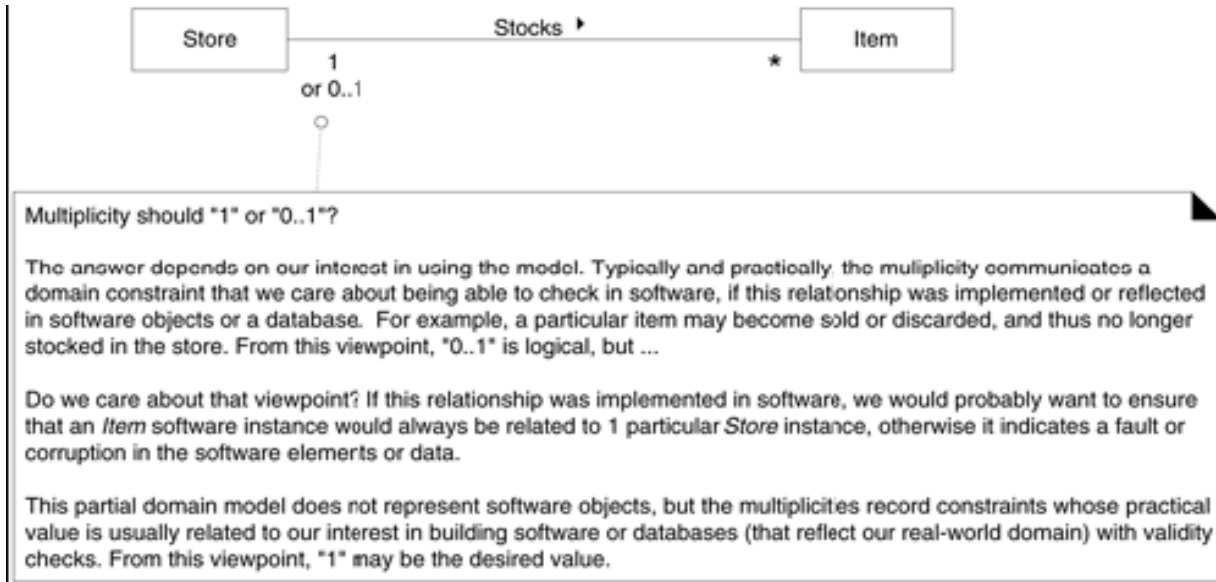 Store
Stocks
Item
1
*
or 0..1
Multiplicity should "1" or "0..1"?
The answer depends on our interest in using the model. Typically and practically, the muliplicity communicates a
domain constraint that we care about being able to check in software, if this relationship was implemented or reflected
in software objects or a database.  For example, a particular item may become sold or discarded, and thus no longer
stocked in the store. From this viewpoint, "0..1" is logical, but ...
Do we care about that viewpoint? If this relationship was implemented in software, we would probably want to ensure
that an Item software instance would always be related to 1 particular Store instance, otherwise it indicates a fault or
corruption in the software elements or data.
This partial domain model does not represent software objects, but the multiplicities record constraints whose practical
value is usually related to our interest in building software or databases (that reflect our real-world domain) with validity
checks. From this viewpoint, "1" may be the desired value.